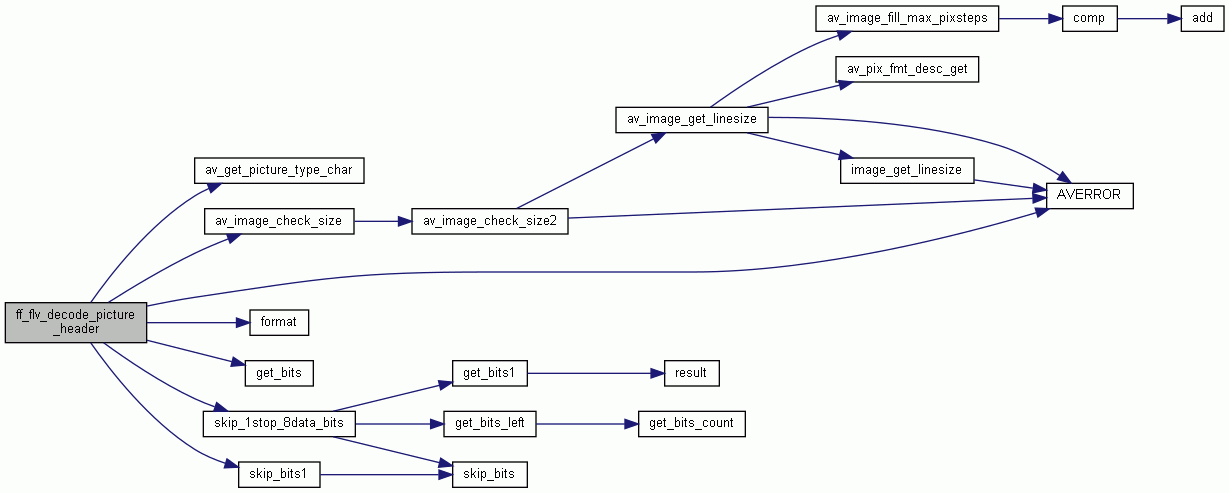 av_image_fill_max_pixsteps
comp
add
av_pix_fmt_desc_get
av_image_get_linesize
av_get_picture_type_char
image_get_linesize
AVERROR
av_image_check_size
av_image_check_size2
ff_flv_decode_picture
_header
format
get_bits
get_bits1
result
skip_1stop_8data_bits
get_bits_left
get_bits_count
skip_bits1
skip_bits